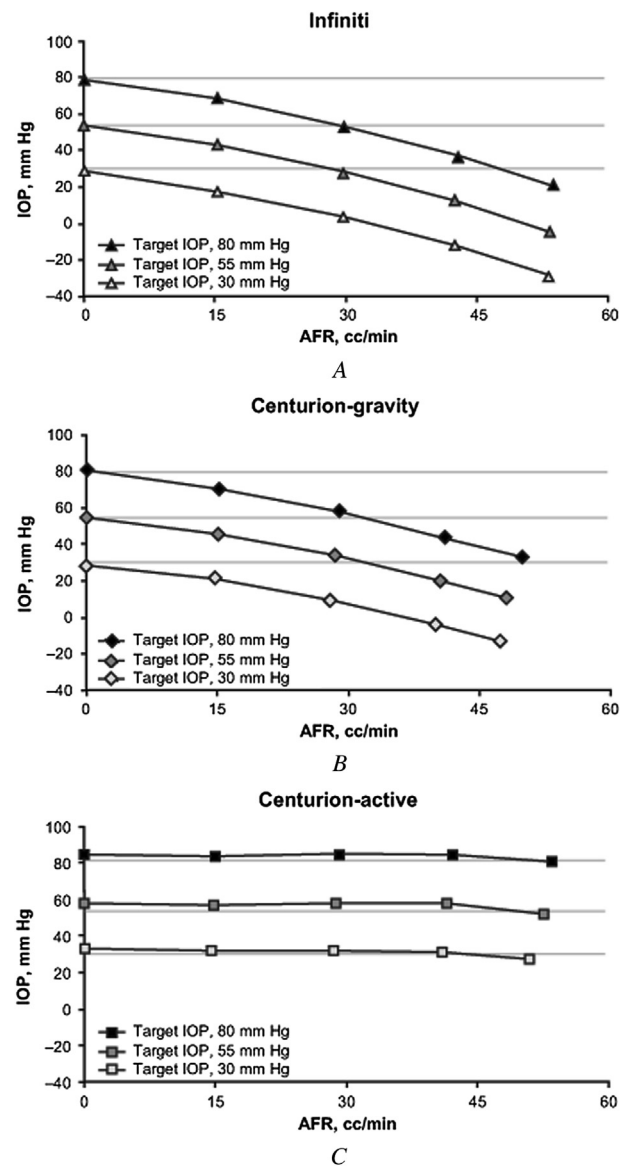 Infiniti
100
80
60
40
20
0
–20
–40
IOP, mm Hg
Target IOP, 80 mm Hg
Target IOP, 55 mm Hg
Target IOP, 30 mm Hg
0 15 30 45 60
AFR, cc/min
A
Centurion-gravity
100
80
60
40
20
0
–20
–40
IOP, mm Hg
Target IOP, 80 mm Hg
Target IOP, 55 mm Hg
Target IOP, 30 mm Hg
0 15 30 45 60
AFR, cc/min
B
Centurion-active
100
80
60
40
20
0
–20
–40
IOP, mm Hg
Target IOP, 80 mm Hg
Target IOP, 55 mm Hg
Target IOP, 30 mm Hg
0 15 30 45 60
AFR, cc/min
C